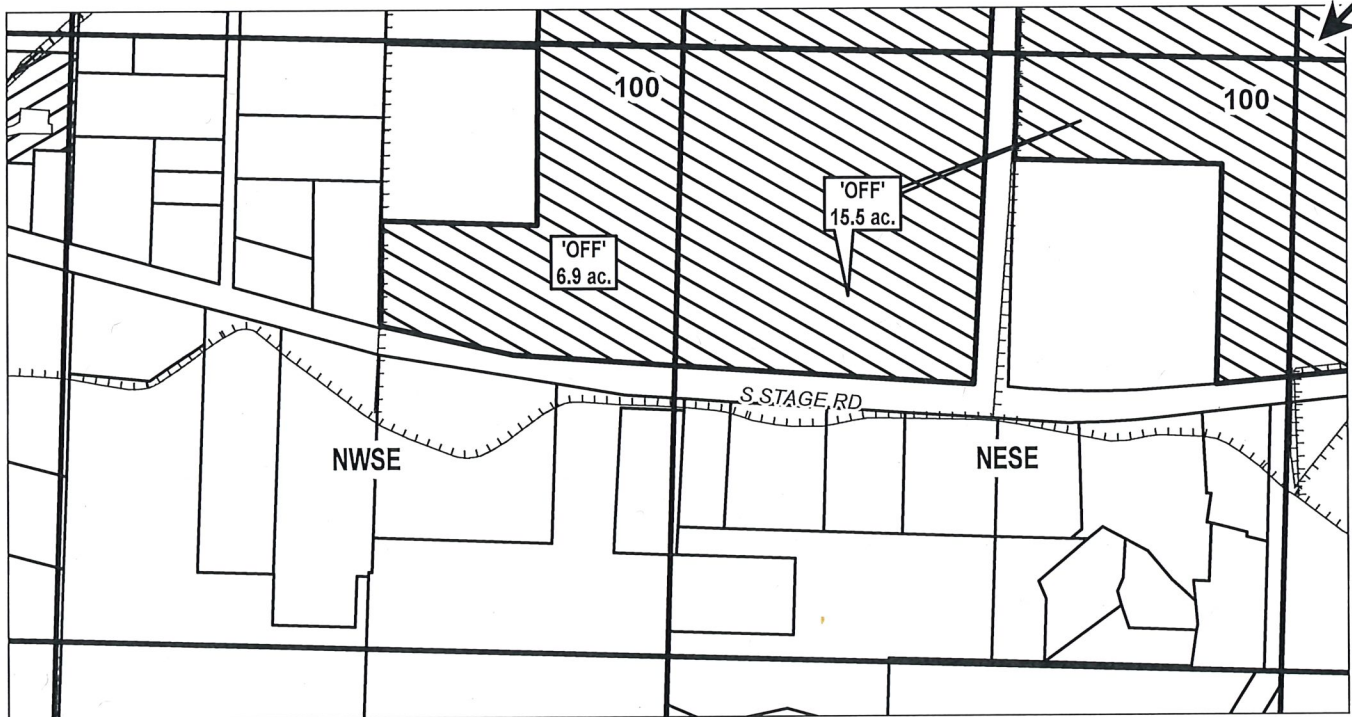 100
100
'OFF'
15.5 ac.
'OFF'
6.9 ac.
S STAGE RD
NWSE
NESE